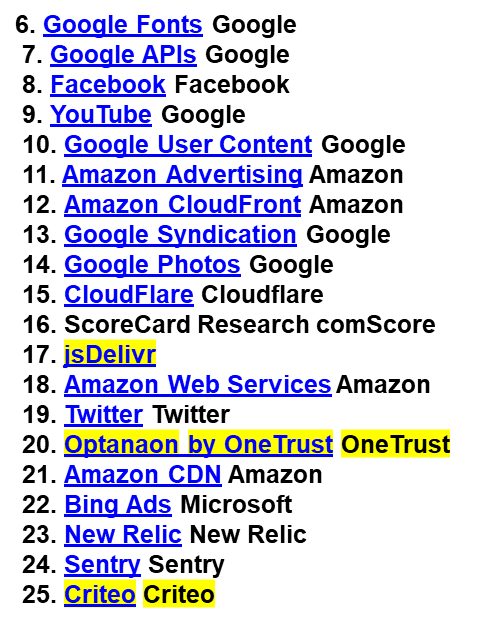 6. Google Fonts Google
7. Google APIs Google
8. Facebook Facebook
9. YouTube Google
10. Google User Content Google
11. Amazon Advertising Amazon
12. Amazon CloudFront Amazon
13. Google Syndication Google
14. Google Photos Google
15. CloudFlare Cloudflare
16. ScoreCard Research comScore
17. jsDelivr
18. Amazon Web Services Amazon
19. Twitter Twitter
20. Optanaon by OneTrust OneTrust
21. Amazon CDN Amazon
22. Bing Ads Microsoft
23. New Relic New Relic
24. Sentry Sentry
25. Criteo Criteo